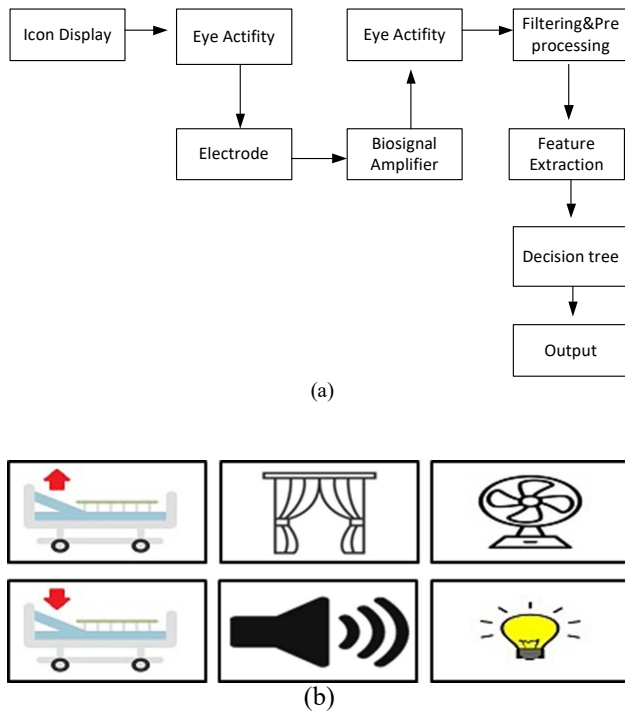 Icon Display
Eye Actifity
Eye Actifity
Filtering&Pre
processing
Electrode
Biosignal
Amplifier
Feature
Extraction
Decision tree
Output
(a)
(b)